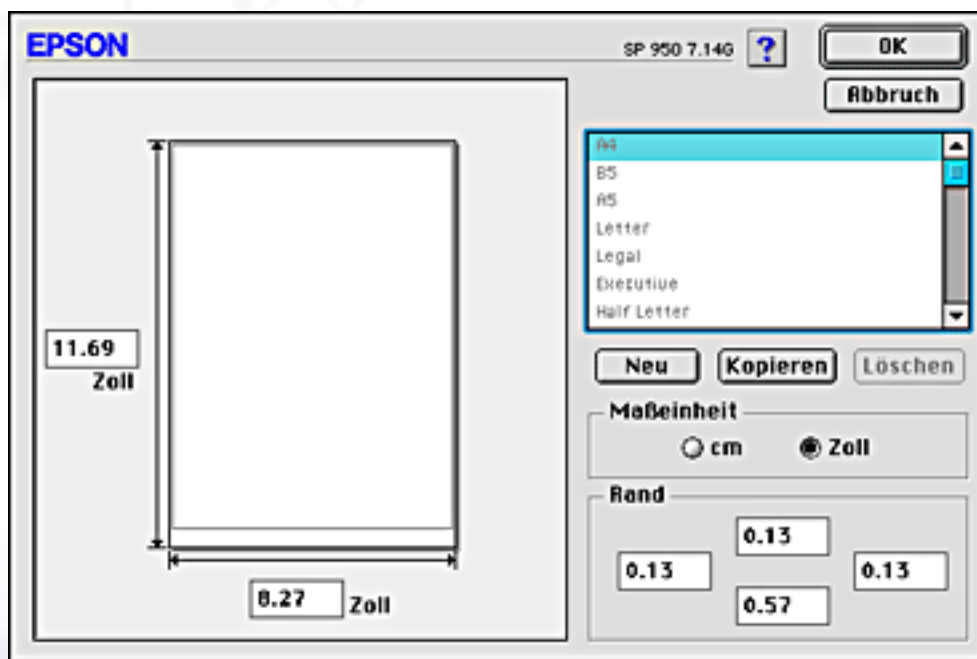 EPSON
SP 950 7.14G
?
OK
Abbruch
A4
B5
A5
Letter
Legal
Executive
Half Letter
11.69
Zoll
8.27 Zoll
Neu
Kopieren
Löschen
Maßeinheit
cm
Zoll
Rand
0.13
0.13
0.13
0.57